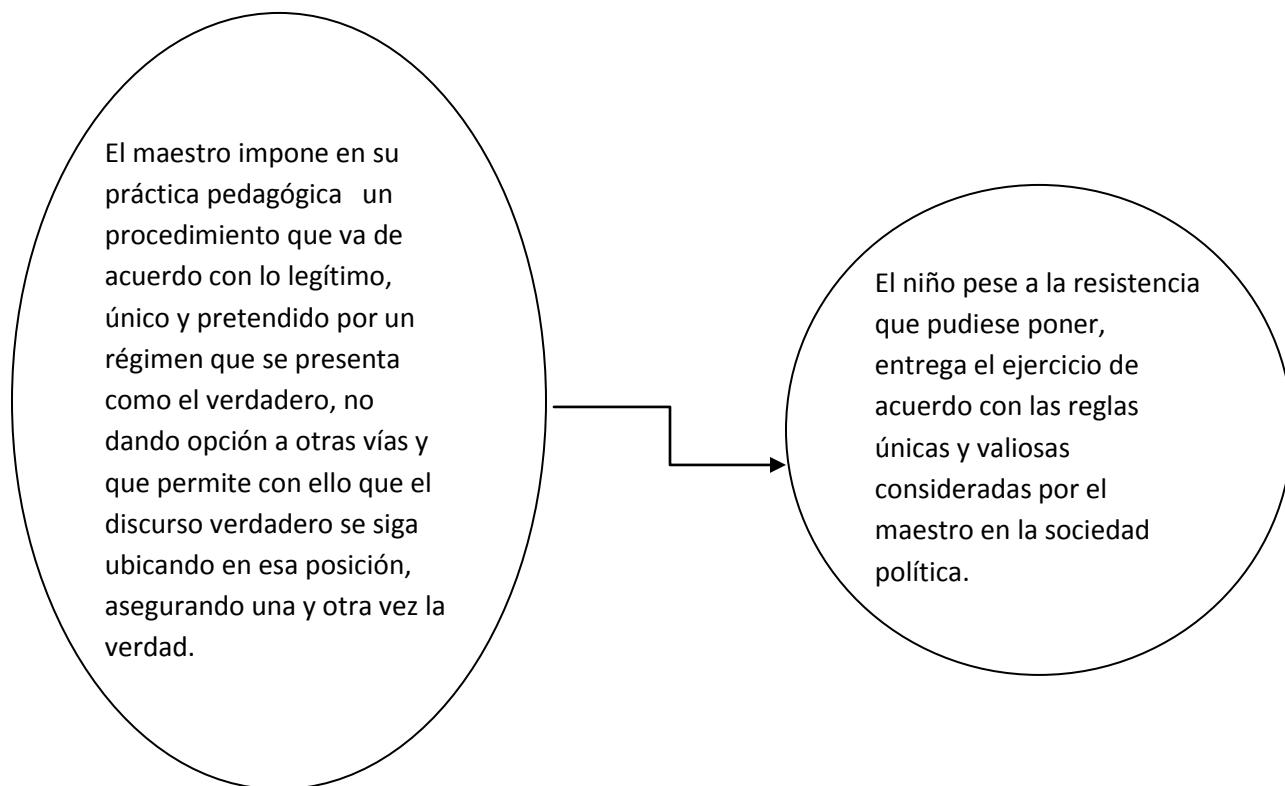 El maestro impone en su
práctica pedagógica un
procedimiento que va de
acuerdo con lo legítimo,
único y pretendido por un
régimen que se presenta
como el verdadero, no
dando opción a otras vías y
que permite con ello que el
discurso verdadero se siga
ubicando en esa posición,
asegurando una y otra vez la
verdad.
El niño pese a la resistencia
que pudiese poner,
entrega el ejercicio de
acuerdo con las reglas
únicas y valiosas
consideradas por el
maestro en la sociedad
política.